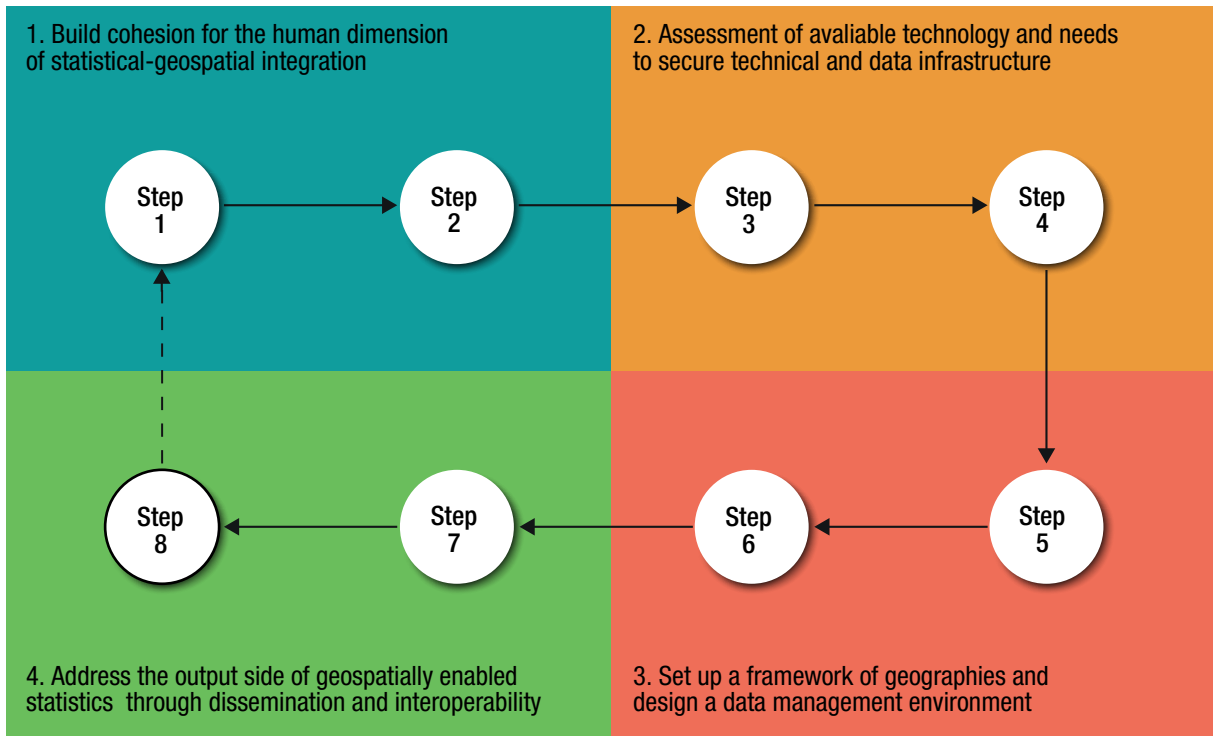 1. Build cohesion for the human dimension
of statistical-geospatial integration
2. Assessment of avaliable technology and needs
to secure technical and data infrastructure
Step
1
Step
2
Step
3
Step
4
Step
8
Step
7
Step
6
Step
5
4. Address the output side of geospatially enabled
statistics through dissemination and interoperability
3. Set up a framework of geographies and
design a data management environment